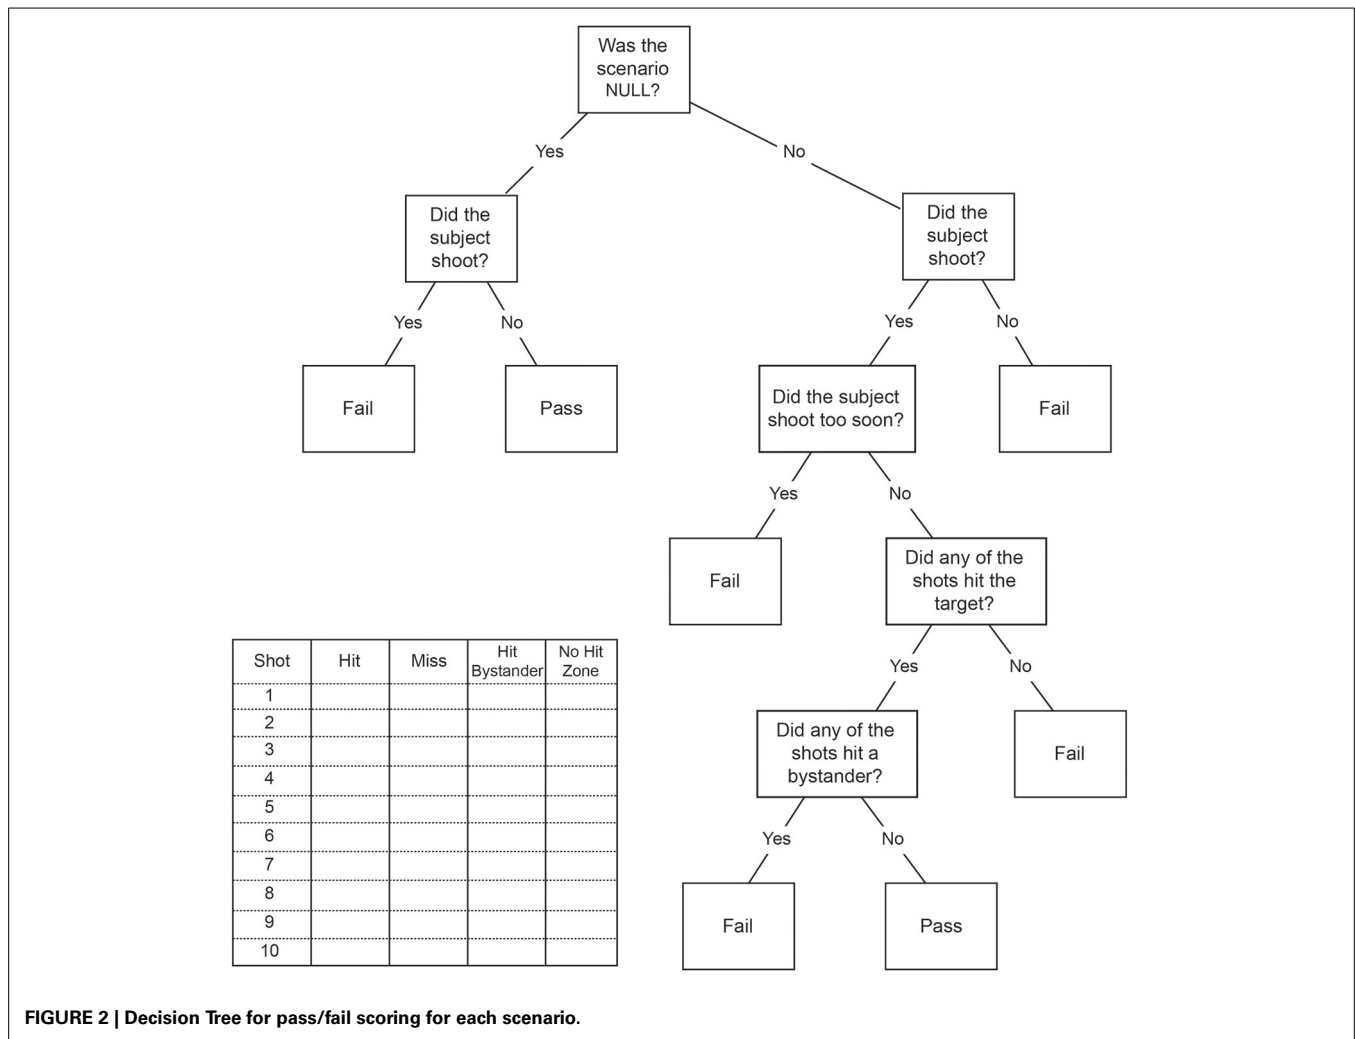 Was the
scenario
NULL?
Yes
No
Did the
subject
shoot?
Did the
subject
shoot?
Yes
No
Yes
No
Fail
Pass
Did the subject
shoot too soon?
Fail
Yes
No
Fail
Did any of the
shots hit the
target?
Yes
No
Did any of the
shots hit a
bystander?
Fail
Yes
No
Fail
Pass
Shot Hit Miss Hit Bystander No Hit Zone
1
2
3
4
5
6
7
8
9
10
FIGURE 2 | Decision Tree for pass/fail scoring for each scenario.